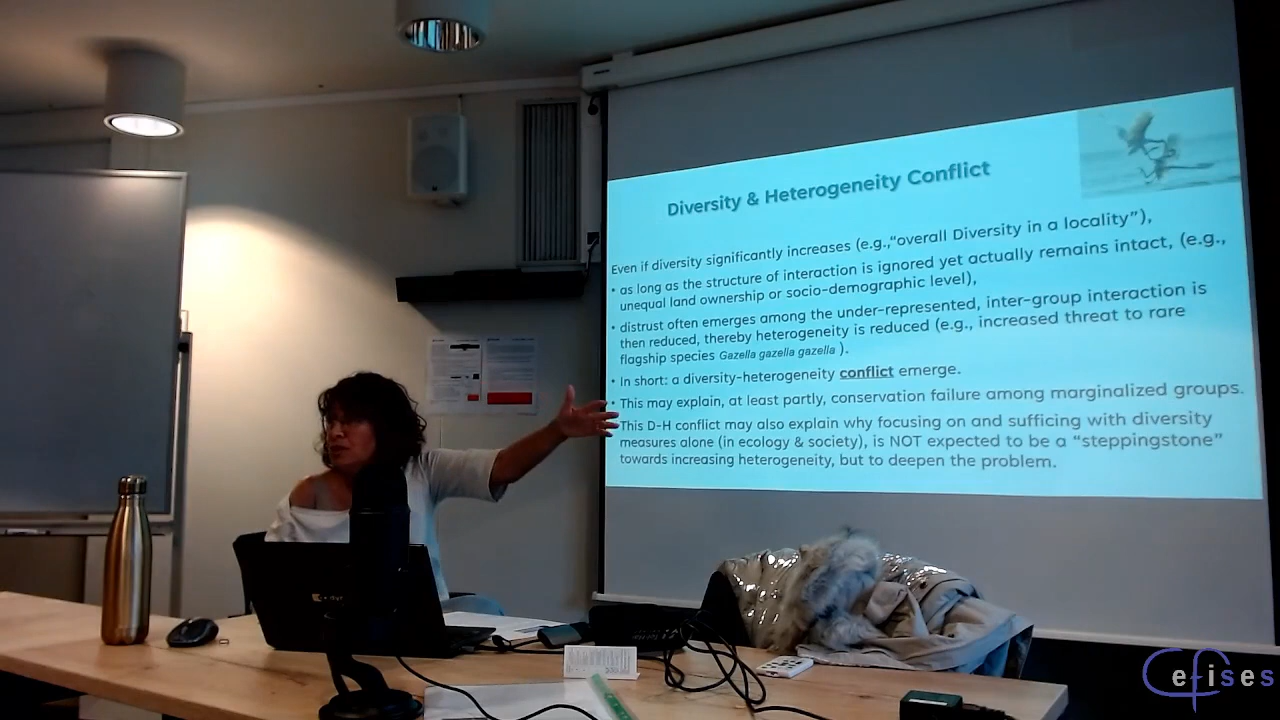 Diversity & Heterogeneity Conflict
Even if diversity significantly increases (e.g.,“overall Diversity in a locality”),
• as long as the structure of interaction is ignored yet actually remains intact, (e.g.,
unequal land ownership or socio-demographic level),
• distrust often emerges among the under-represented, inter-group interaction is
then reduced, thereby heterogeneity is reduced (e.g., increased threat to rare
flagship species Gazella gazella gazella ).
• In short: a diversity-heterogeneity conflict emerge.
• This may explain, at least partly, conservation failure among marginalized groups.
This D-H conflict may also explain why focusing on and sufficing with diversity
measures alone (in ecology & society), is NOT expected to be a “steppingstone”
towards increasing heterogeneity, but to deepen the problem.
Cefises